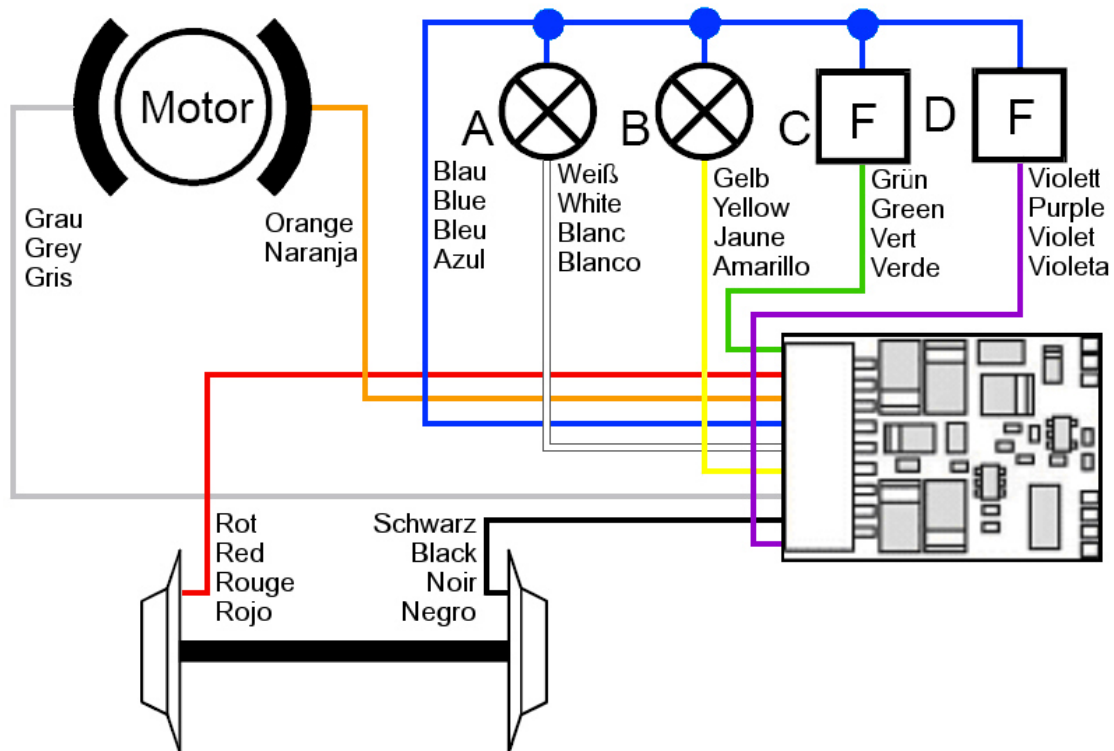 Motor
A
B
C
F
D
F
Grau
Grey
Gris
Orange
Naranja
Blau
Blue
Bleu
Azul
Weiß
White
Blanc
Blanco
Gelb
Yellow
Jaune
Amarillo
Grün
Green
Vert
Verde
Violett
Purple
Violet
Violeta
Rot
Red
Rouge
Rojo
Schwarz
Black
Noir
Negro